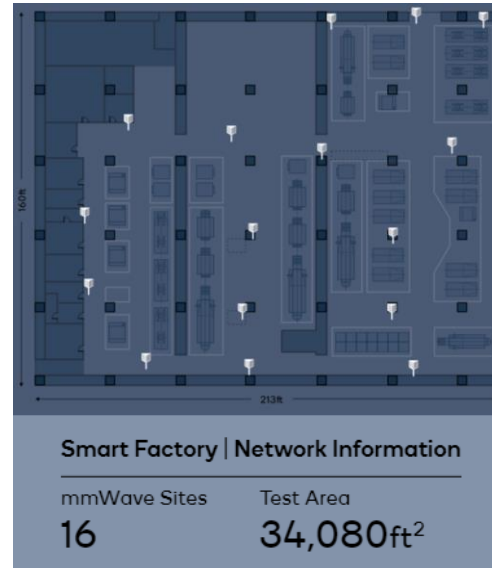 160ft
213ft
Smart Factory | Network Information
mmWave Sites
Test Area
16
34,080ft²